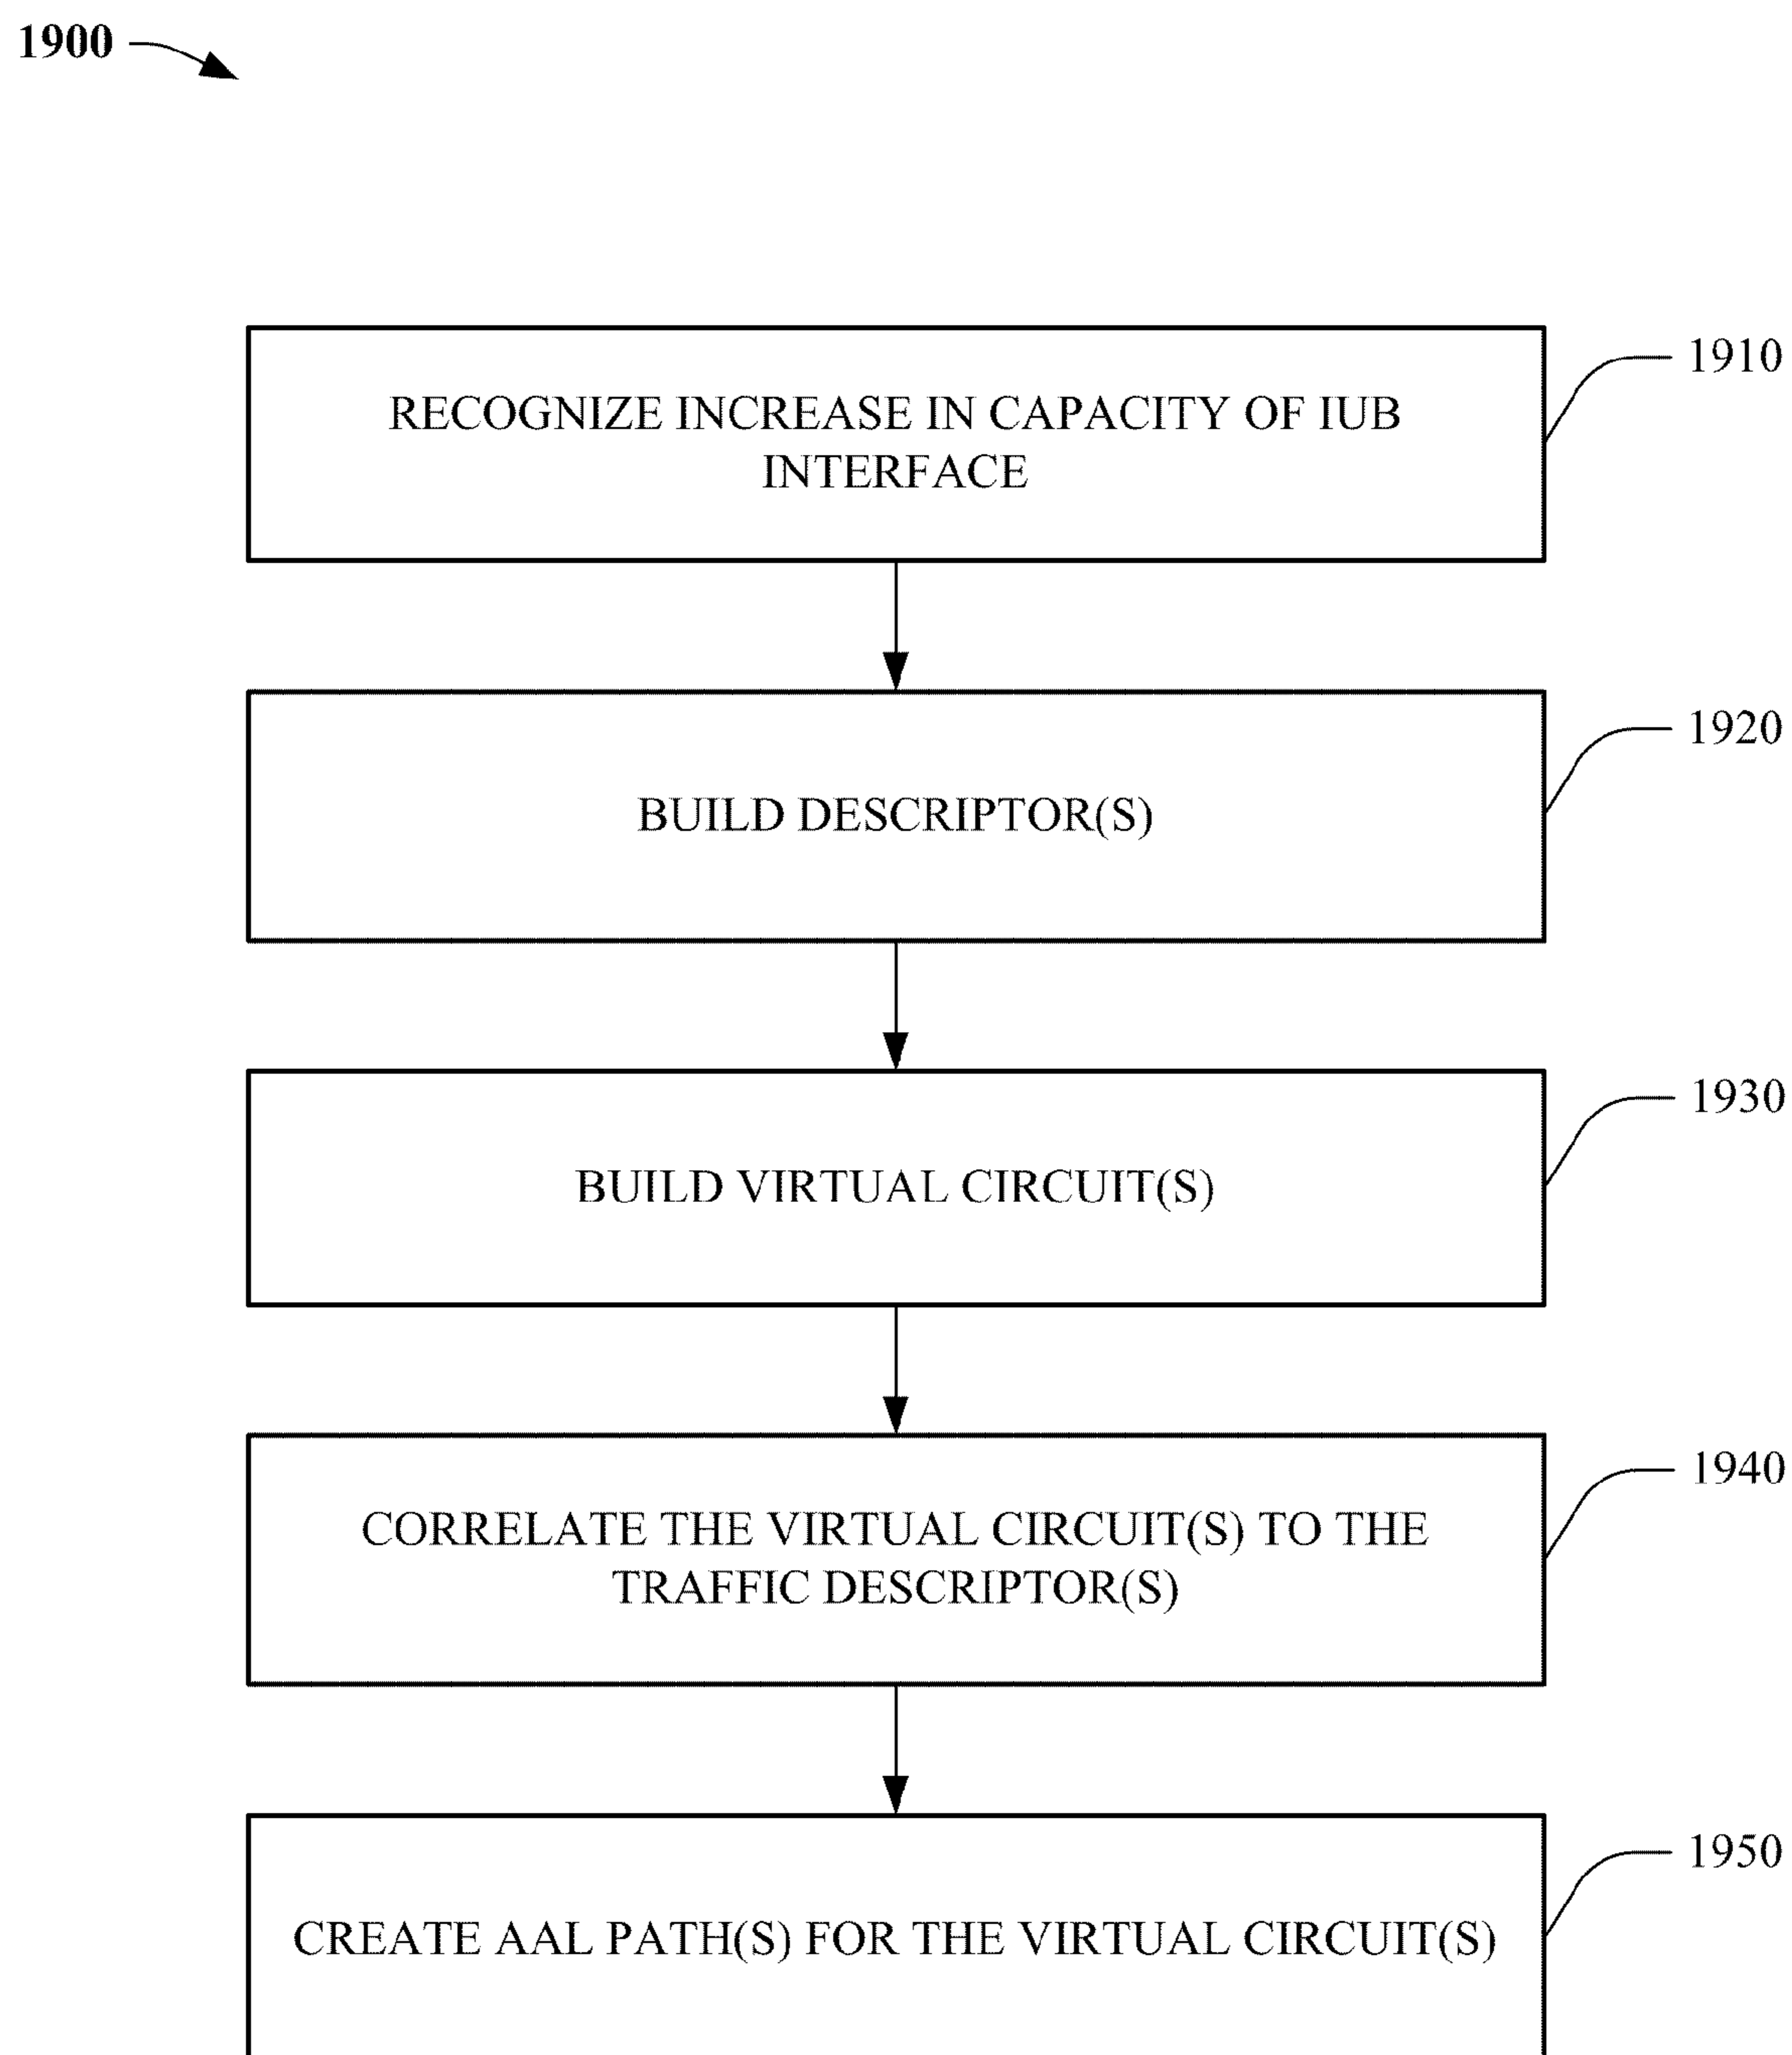 1900
RECOGNIZE INCREASE IN CAPACITY OF IUB
INTERFACE
1910
BUILD DESCRIPTOR(S)
1920
BUILD VIRTUAL CIRCUIT(S)
1930
CORRELATE THE VIRTUAL CIRCUIT(S) TO THE
TRAFFIC DESCRIPTOR(S)
1940
CREATE AAL PATH(S) FOR THE VIRTUAL CIRCUIT(S)
1950